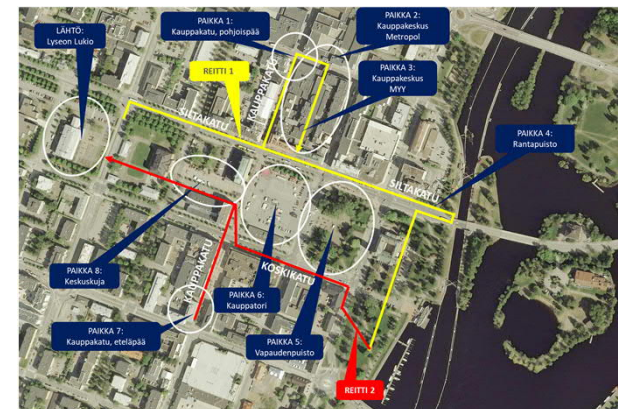 PAIKKA 1:
Kauppakatu, pohjoispää
PAIKKA 2:
Kauppakeskus
Metropol
LÄHTÖ:
Lyseon Lukio
REITTI 1
KAUPPAKATU
PAIKKA 3:
Kauppakeskus
MYY
SILTAKATU
PAIKKA 4:
Rantapuisto
SILTAKATU
PAIKKA 8:
Keskuskuja
KAUPPAKATU
KOSKIKATU
PAIKKA 6:
Kauppatori
PAIKKA 7:
Kauppakatu, eteläpää
PAIKKA 5:
Vapaudenpuisto
REITTI 2